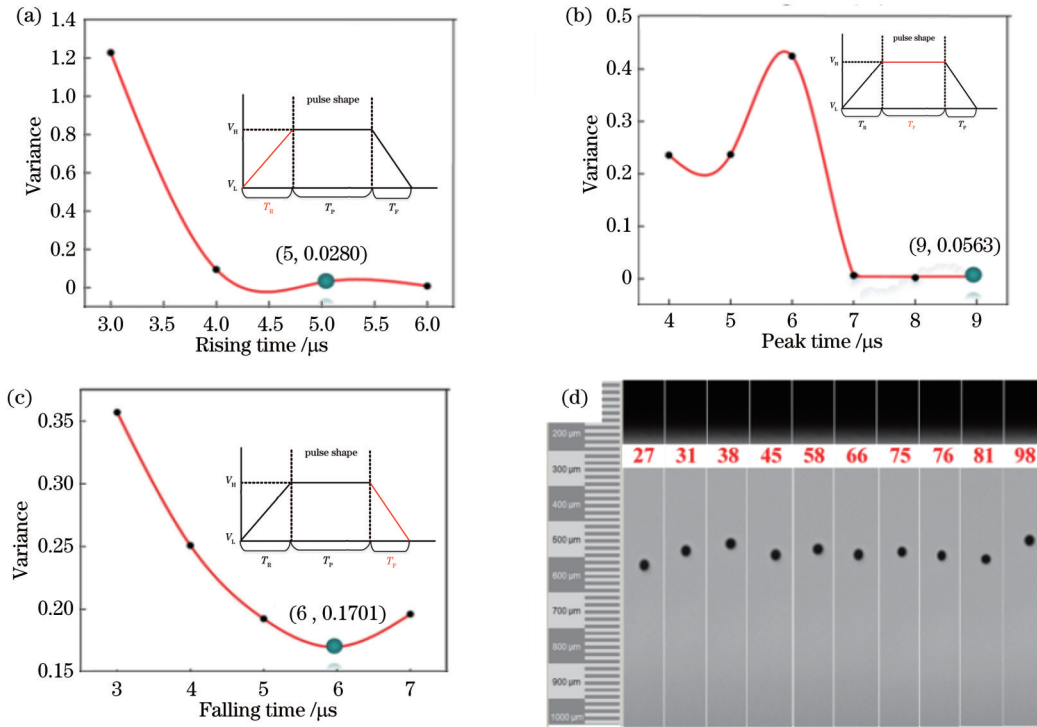 (a)
1.4
1.2
1.0
0.8
0.6
0.4
0.2
0
Variance
3.0 3.5 4.0 4.5 5.0 5.5 6.0
Rising time /μs
pulse shape
V_H
V_L
T_R T_P T_F
(5, 0.0280)
(b)
0.5
0.4
0.3
0.2
0.1
0
Variance
4 5 6 7 8 9
Peak time /μs
pulse shape
V_H
V_L
T_R T_P T_F
(9, 0.0563)
(c)
0.35
0.30
0.25
0.20
0.15
Variance
3 4 5 6 7
Falling time /μs
pulse shape
V_H
V_L
T_R T_P T_F
(6 , 0.1701)
(d)
27 31 38 45 58 66 75 76 81 98
200 μm
300 μm
400 μm
500 μm
600 μm
700 μm
800 μm
900 μm
1000 μm